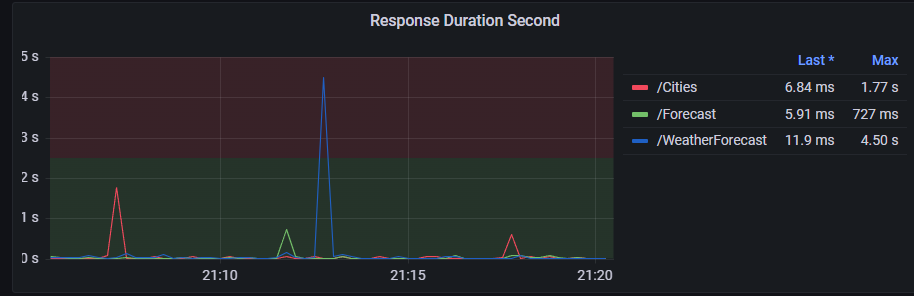 Response Duration Second
5 s
4 s
3 s
2 s
1 s
0 s
21:10 21:15 21:20
Last * Max
/Cities 6.84 ms 1.77 s
/Forecast 5.91 ms 727 ms
/WeatherForecast 11.9 ms 4.50 s